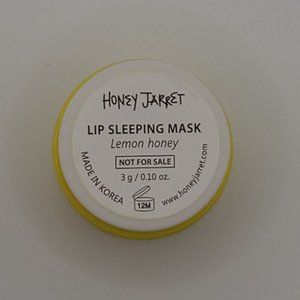 HONEY JARRET
LIP SLEEPING MASK
Lemon honey
NOT FOR SALE
3 g / 0.10 oz.
MADE IN KOREA
12M
www.honeyjarret.com